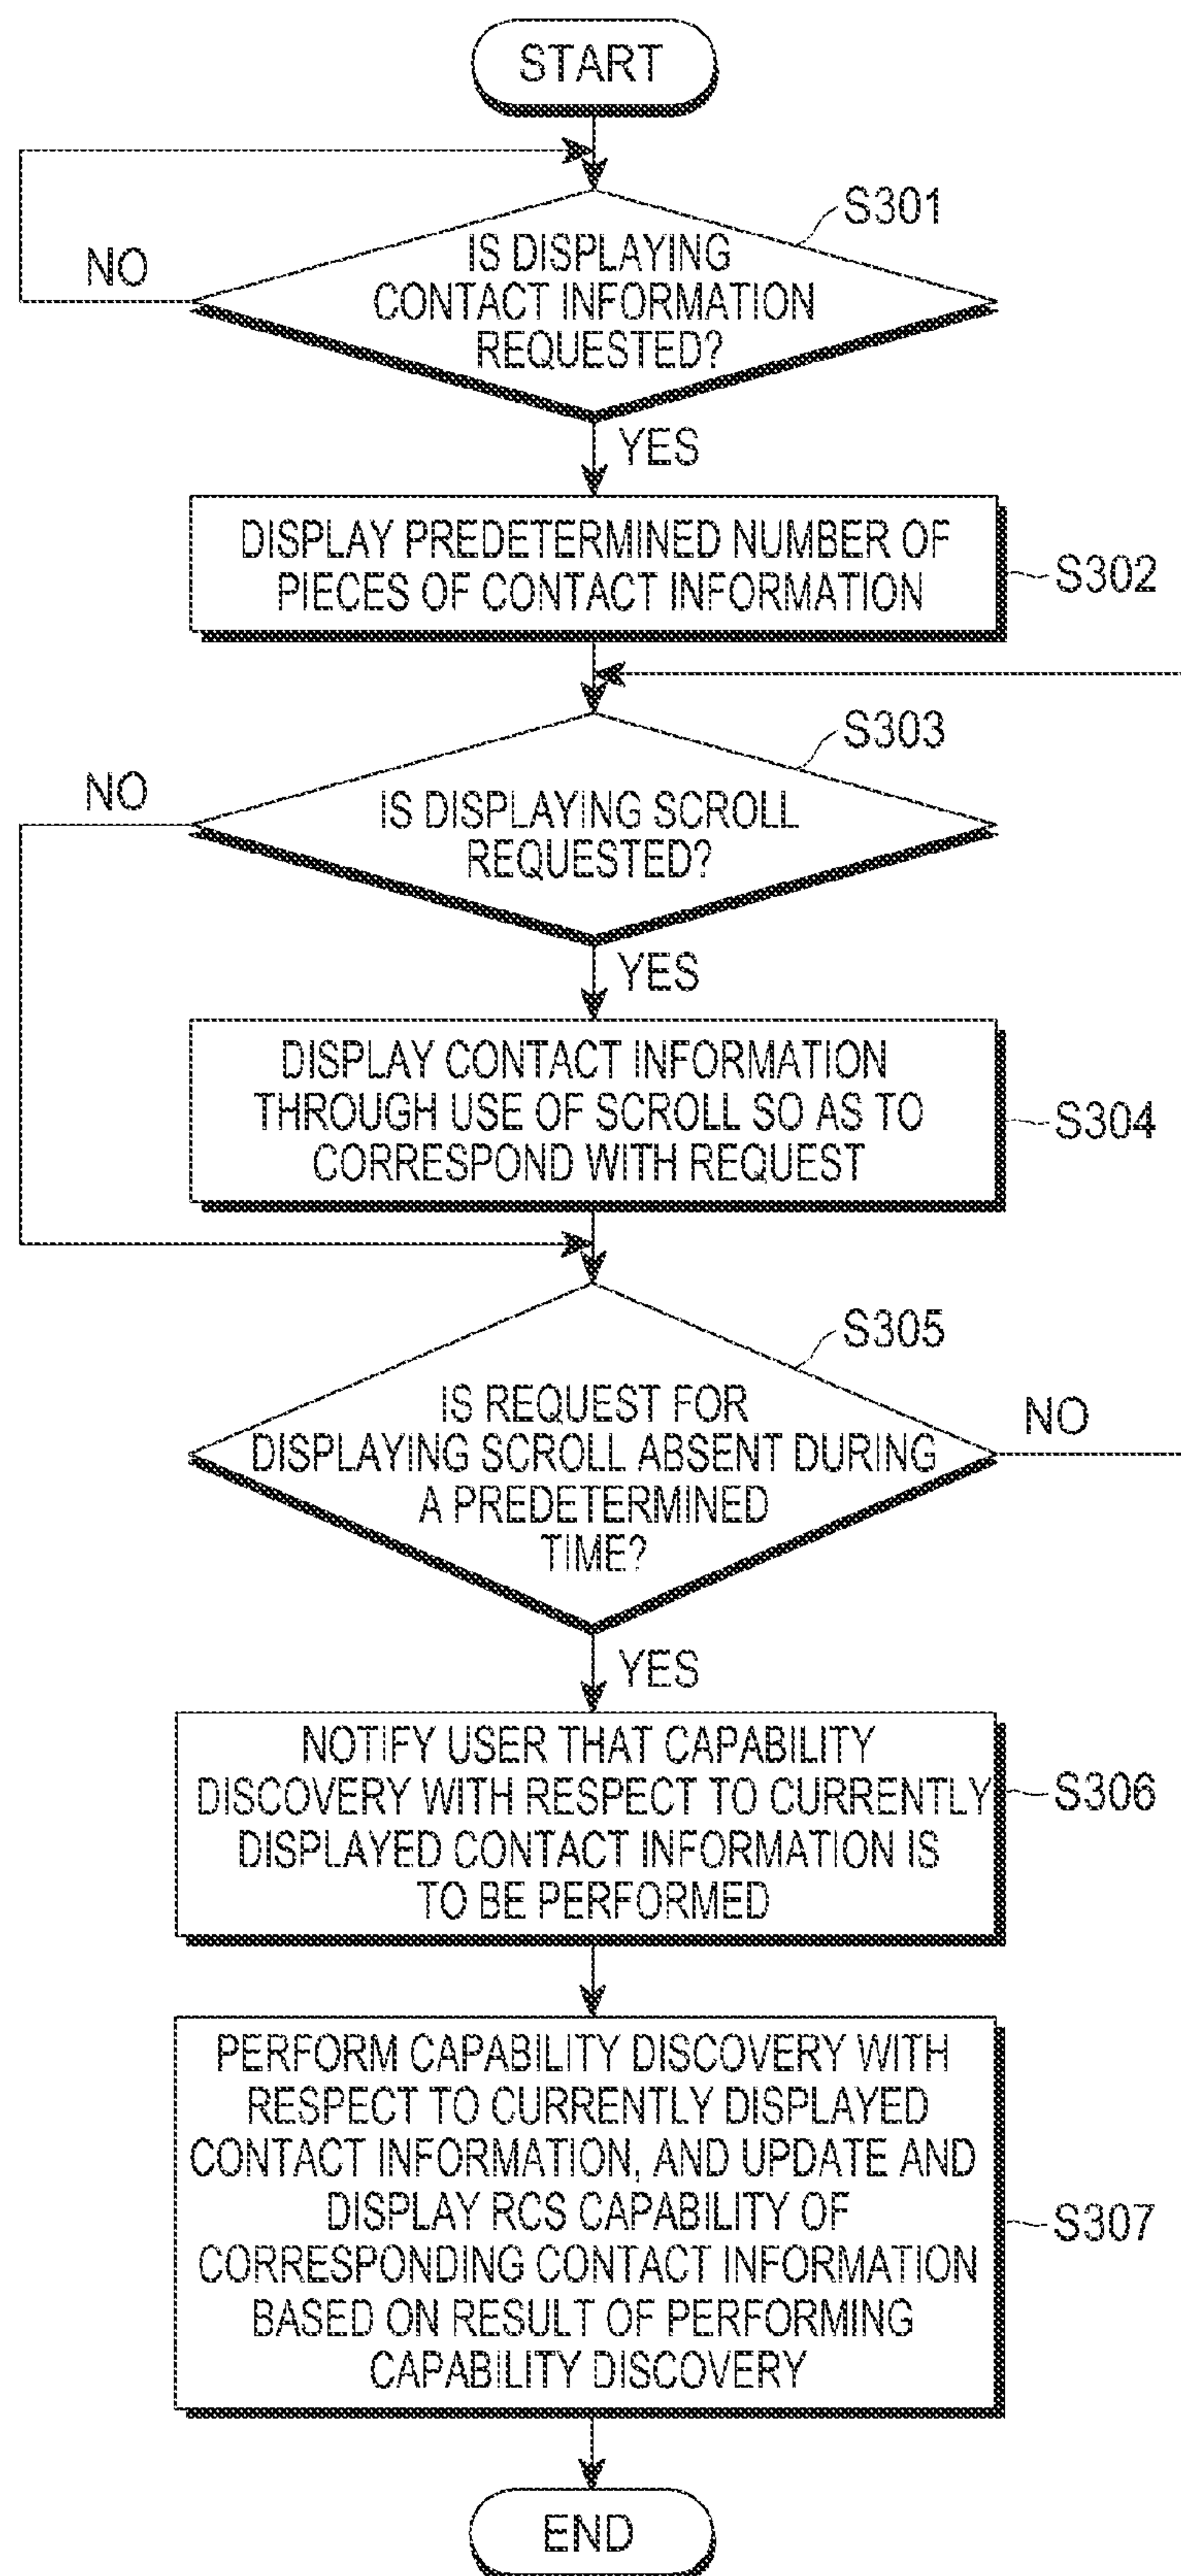 START
S301
NO
IS DISPLAYING
CONTACT INFORMATION
REQUESTED?
YES
DISPLAY PREDETERMINED NUMBER OF
PIECES OF CONTACT INFORMATION
S302
S303
NO
IS DISPLAYING SCROLL
REQUESTED?
YES
DISPLAY CONTACT INFORMATION
THROUGH USE OF SCROLL SO AS TO
CORRESPOND WITH REQUEST
S304
S305
IS REQUEST FOR
DISPLAYING SCROLL ABSENT DURING
A PREDETERMINED
TIME?
NO
YES
NOTIFY USER THAT CAPABILITY
DISCOVERY WITH RESPECT TO CURRENTLY
DISPLAYED CONTACT INFORMATION IS
TO BE PERFORMED
S306
PERFORM CAPABILITY DISCOVERY WITH
RESPECT TO CURRENTLY DISPLAYED
CONTACT INFORMATION, AND UPDATE AND
DISPLAY RCS CAPABILITY OF
CORRESPONDING CONTACT INFORMATION
BASED ON RESULT OF PERFORMING
CAPABILITY DISCOVERY
S307
END